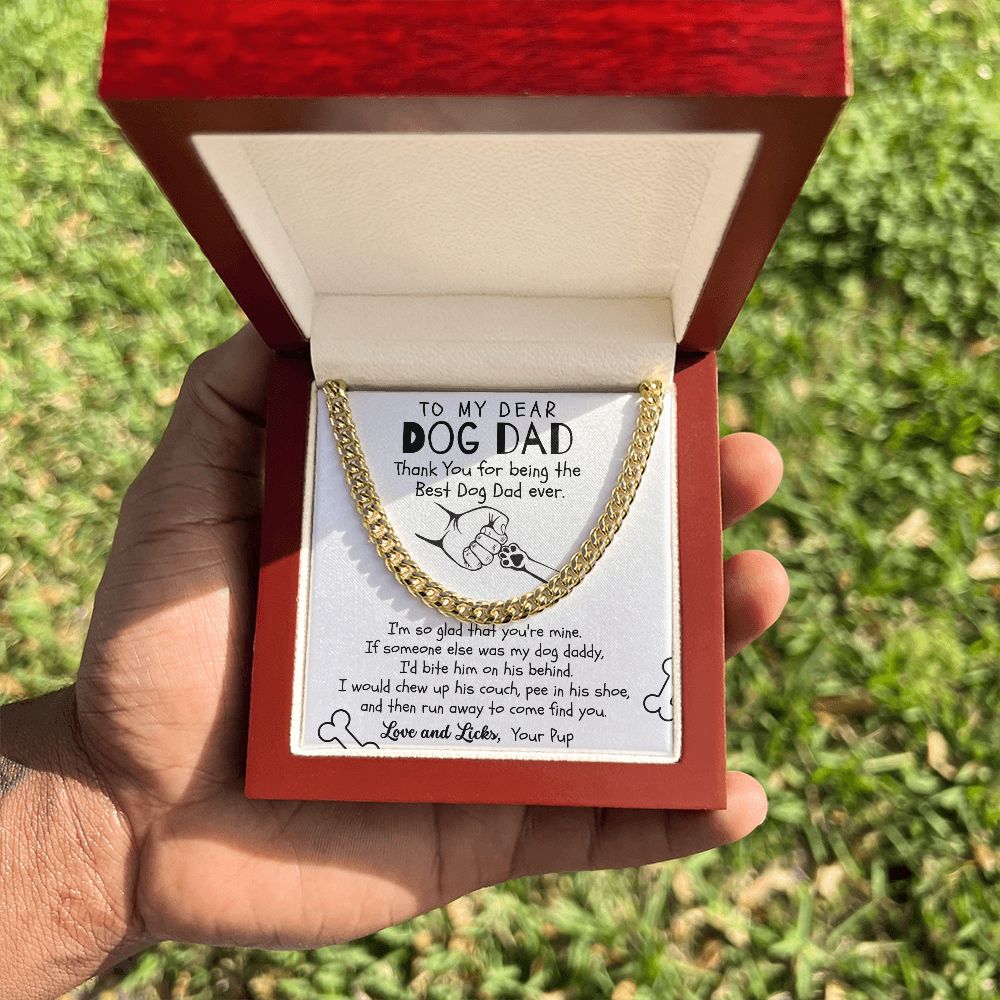 TO MY DEAR
DOG DAD
Thank You for being the
Best Dog Dad ever.
I'm so glad that you're mine.
If someone else was my dog daddy,
I'd bite him on his behind.
I would chew up his couch, pee in his shoe,
and then run away to come find you.
Love and Licks, Your Pup